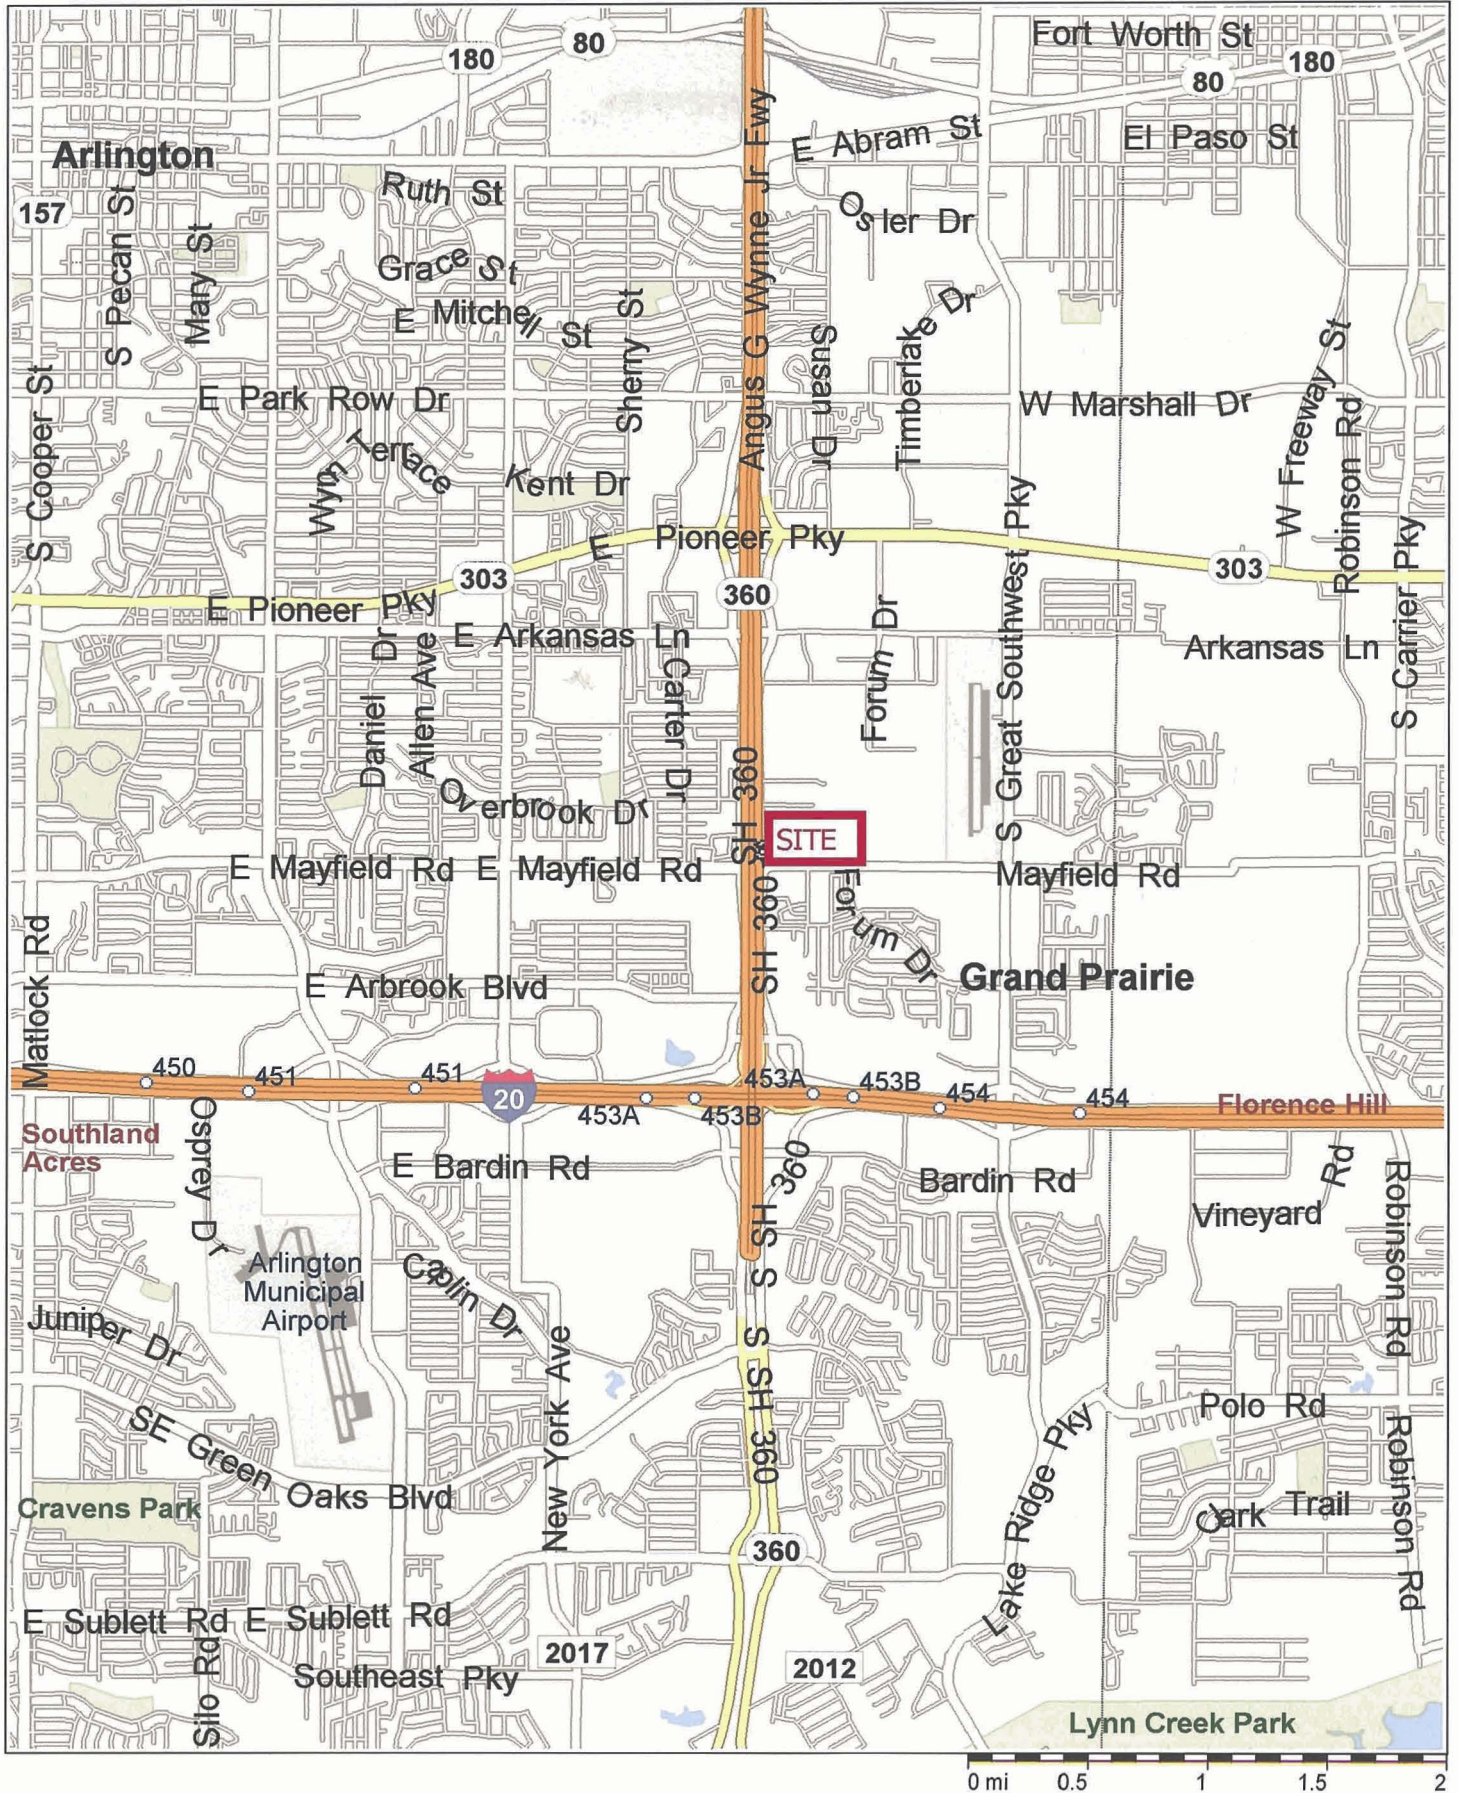 Fort Worth St
80
180
180
80
E Abram St
El Paso St
Arlington
Ruth St
157
Osler Dr
S Pecan St
Mary St
Grace St
E Mitchell St
Sherry St
Angus G Wynne Jr Fwy
Susan Dr
Timberlake Dr
W Freeway St
S Cooper St
E Park Row Dr
W Marshall Dr
Robinson Rd
Wyn Terrace
Kent Dr
E Pioneer Pky
303
303
360
E Pioneer Pky
S Great Southwest Pky
S Carrier Pky
Daniel Dr
Allen Ave
E Arkansas Ln
Forum Dr
Arkansas Ln
Carter Dr
Overbrook Dr
SH 360
SITE
E Mayfield Rd
E Mayfield Rd
Mayfield Rd
SH 360
Forum Dr
Matlock Rd
E Arbrook Blvd
Grand Prairie
450
451
451
20
453A
453B
453A
453B
454
454
Florence Hill
Southland
Acres
Osprey Dr
E Bardin Rd
S SH 360
Bardin Rd
Vineyard Rd
Robinson Rd
Arlington
Municipal
Airport
Caplin Dr
Juniper Dr
New York Ave
S SH 360
SE Green Oaks Blvd
Lake Ridge Pky
Polo Rd
Robinson Rd
Cravens Park
Clark Trail
360
E Sublett Rd
E Sublett Rd
Silo Rd
2017
2012
Southeast Pky
Lynn Creek Park
0 mi
0.5
1
1.5
2